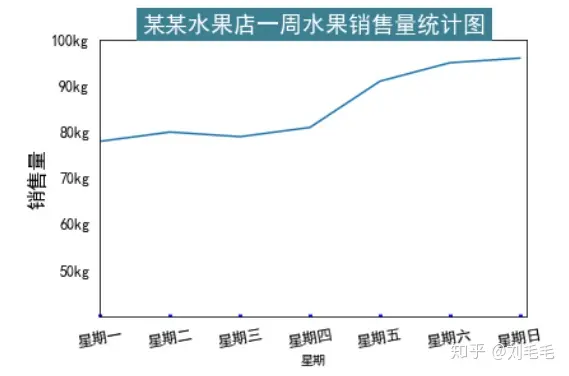 某某水果店一周水果销售量统计图
100kg
90kg
80kg
70kg
60kg
50kg
销售量
星期一 星期二 星期三 星期四 星期五 星期六 星期日
星期
知乎 @刘毛毛